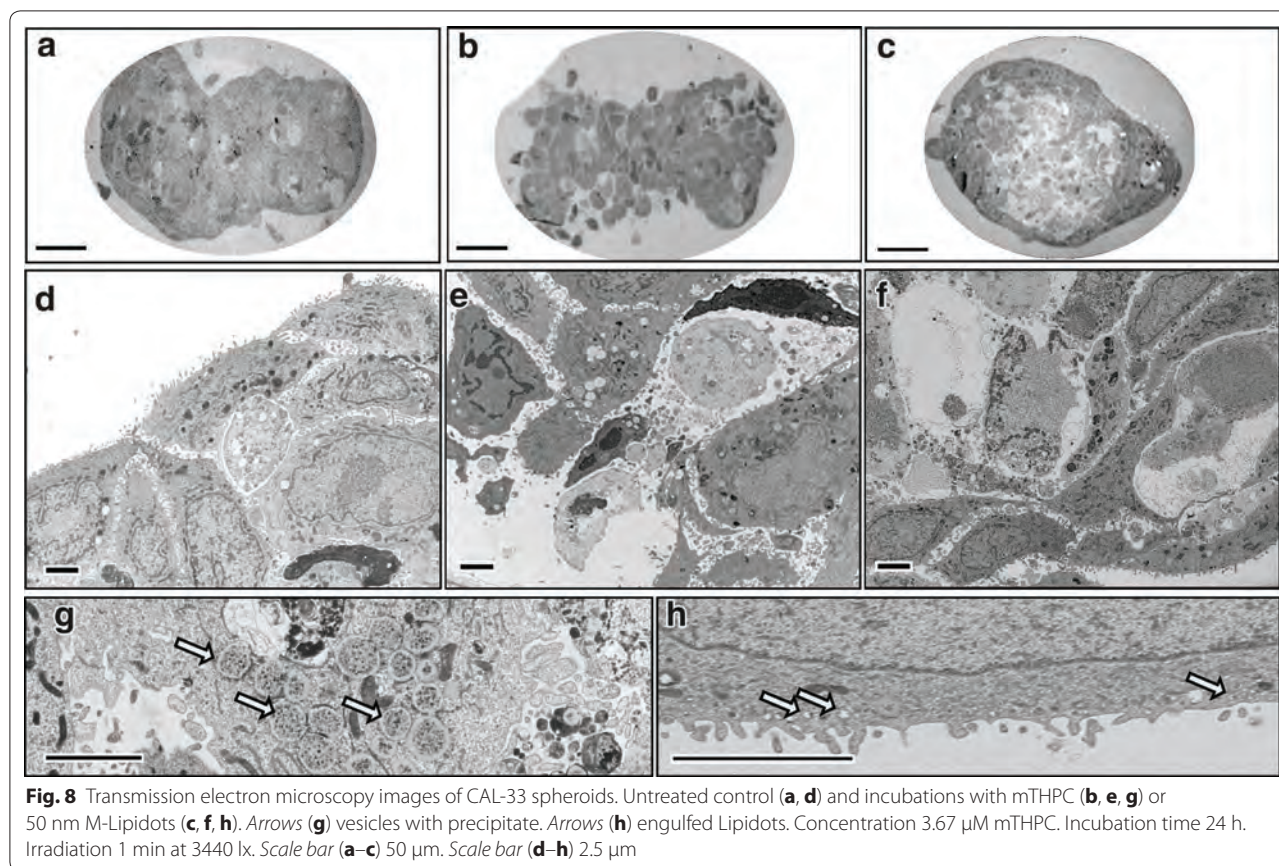 a
b
c
d
e
f
g
h
Fig. 8 Transmission electron microscopy images of CAL-33 spheroids. Untreated control (a, d) and incubations with mTHPC (b, e, g) or
50 nm M-Lipidots (c, f, h). Arrows (g) vesicles with precipitate. Arrows (h) engulfed Lipidots. Concentration 3.67 µM mTHPC. Incubation time 24 h.
Irradiation 1 min at 3440 lx. Scale bar (a–c) 50 µm. Scale bar (d–h) 2.5 µm